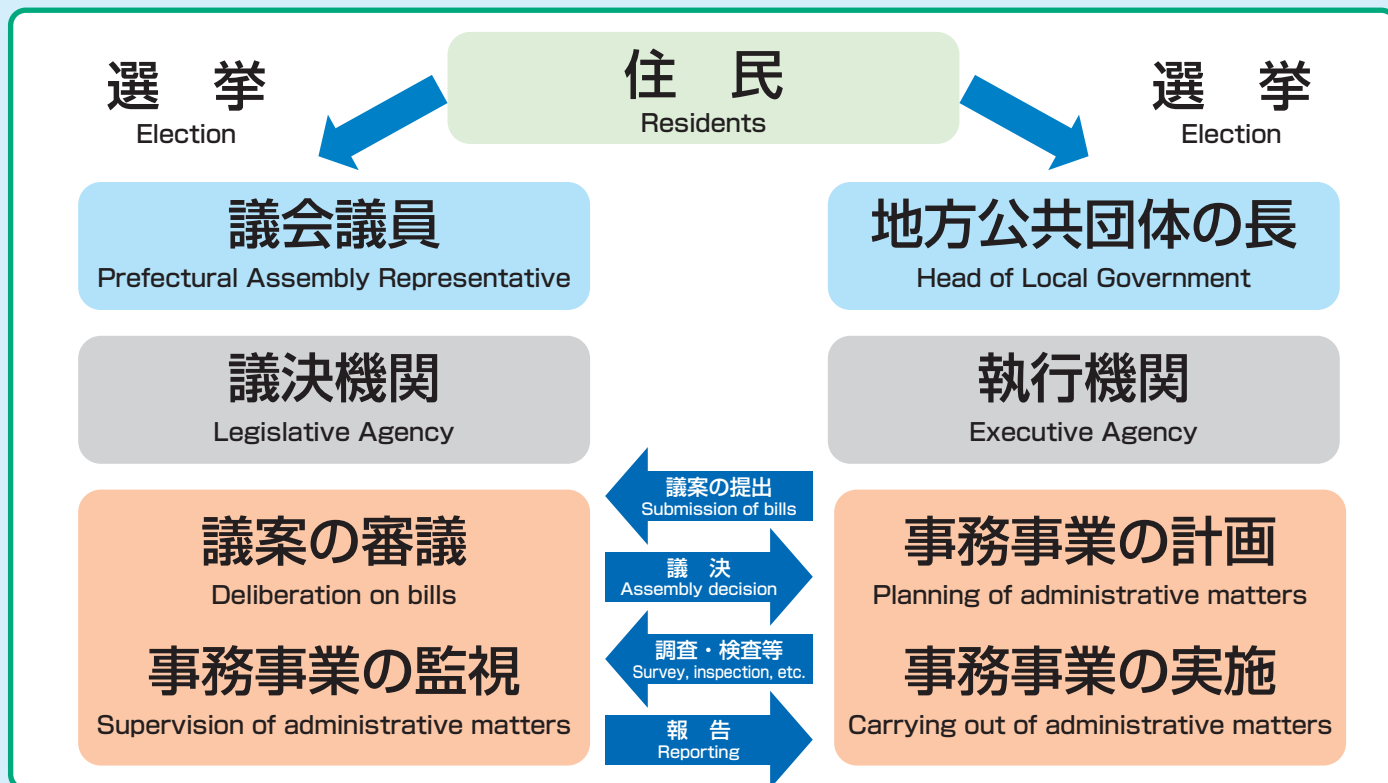 選 挙
Election
住 民
Residents
選 挙
Election
議会議員
Prefectural Assembly Representative
地方公共団体の長
Head of Local Government
議決機関
Legislative Agency
執行機関
Executive Agency
議案の審議
Deliberation on bills
事務事業の監視
Supervision of administrative matters
議案の提出
Submission of bills
議 決
Assembly decision
調査・検査等
Survey, inspection, etc.
報 告
Reporting
事務事業の計画
Planning of administrative matters
事務事業の実施
Carrying out of administrative matters